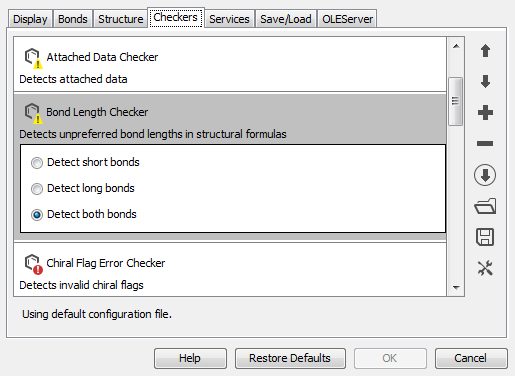 Display Bonds Structure Checkers Services Save/Load OLEServer
Attached Data Checker
Detects attached data
Bond Length Checker
Detects unpreferred bond lengths in structural formulas
Detect short bonds
Detect long bonds
Detect both bonds
Chiral Flag Error Checker
Detects invalid chiral flags
Using default configuration file.
Help Restore Defaults OK Cancel